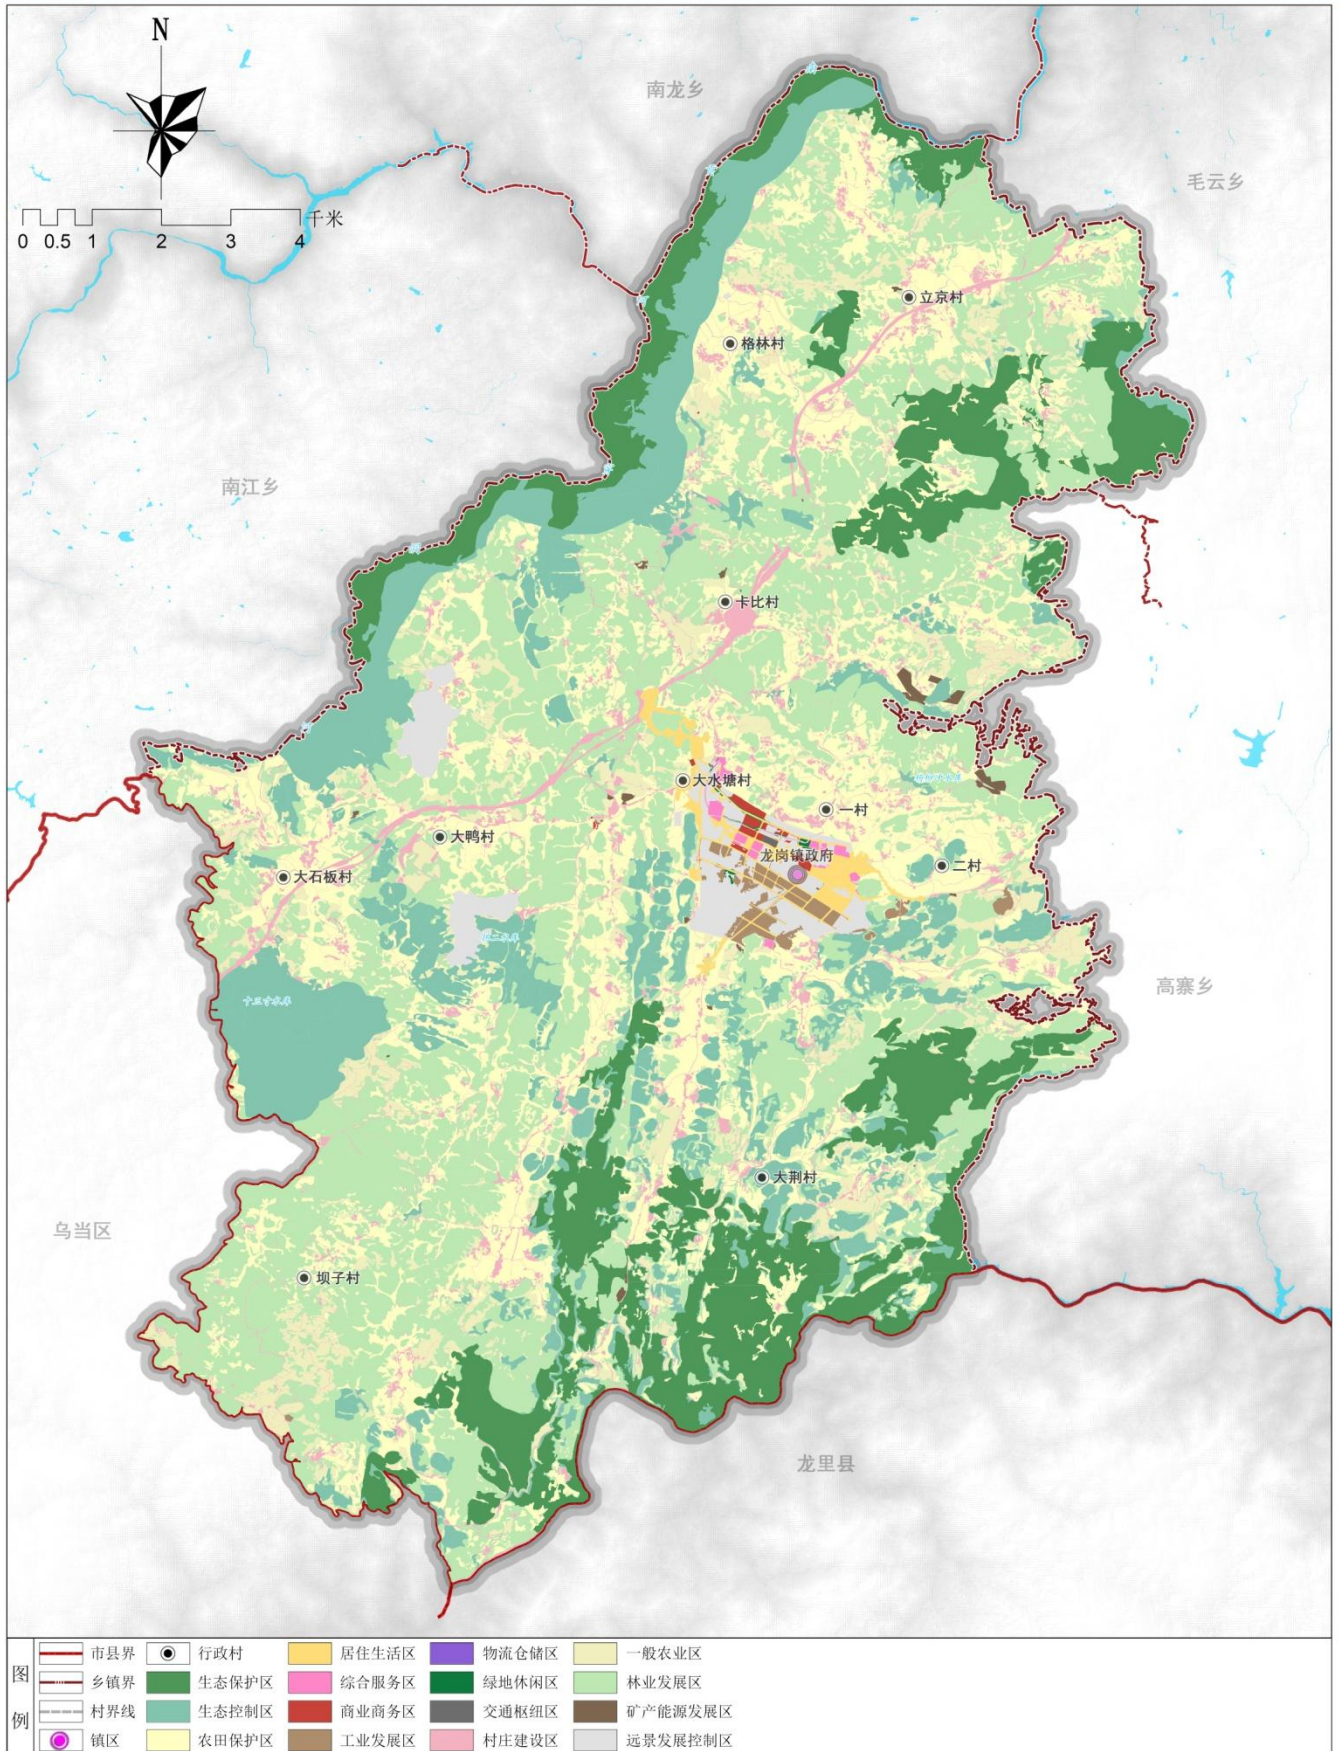 N
南龙乡
毛云乡
千米
0 0.5 1 2 3 4
立京村
格林村
南江乡
卡比村
大水塘村
一村
大鸭村
龙岗镇政府
二村
大石板村
高寨乡
十三寸水库
大荆村
乌当区
坝子村
龙里县
图例
市县界 行政村 居住生活区 物流仓储区 一般农业区
乡镇界 生态保护区 综合服务区 绿地休闲区 林业发展区
村界线 生态控制区 商业商务区 交通枢纽区 矿产能源发展区
镇区 农田保护区 工业发展区 村庄建设区 远景发展控制区